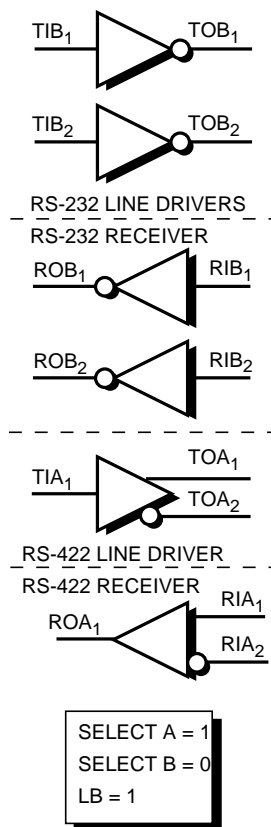 TIB1 TOB1
TIB2 TOB2
RS-232 LINE DRIVERS
RS-232 RECEIVER
ROB1 RIB1
ROB2 RIB2
TIA1 TOA1
TOA2
RS-422 LINE DRIVER
RS-422 RECEIVER
ROA1 RIA1
RIA2
SELECT A = 1
SELECT B = 0
LB = 1